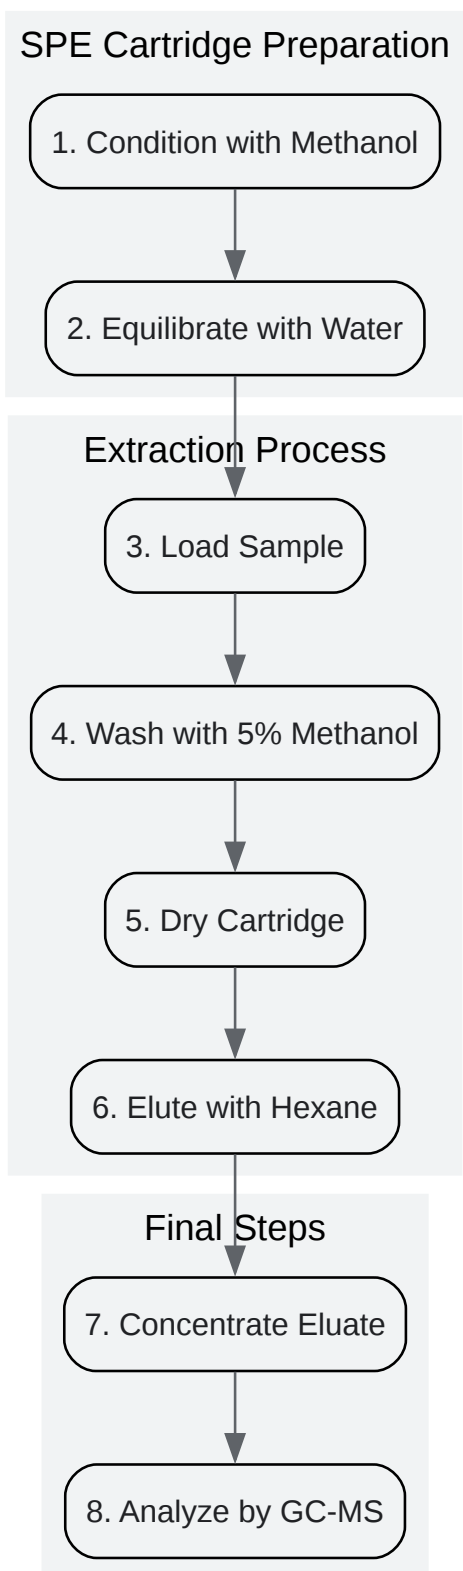 SPE Cartridge Preparation
1. Condition with Methanol
2. Equilibrate with Water
Extraction Process
3. Load Sample
4. Wash with 5% Methanol
5. Dry Cartridge
6. Elute with Hexane
Final Steps
7. Concentrate Eluate
8. Analyze by GC-MS